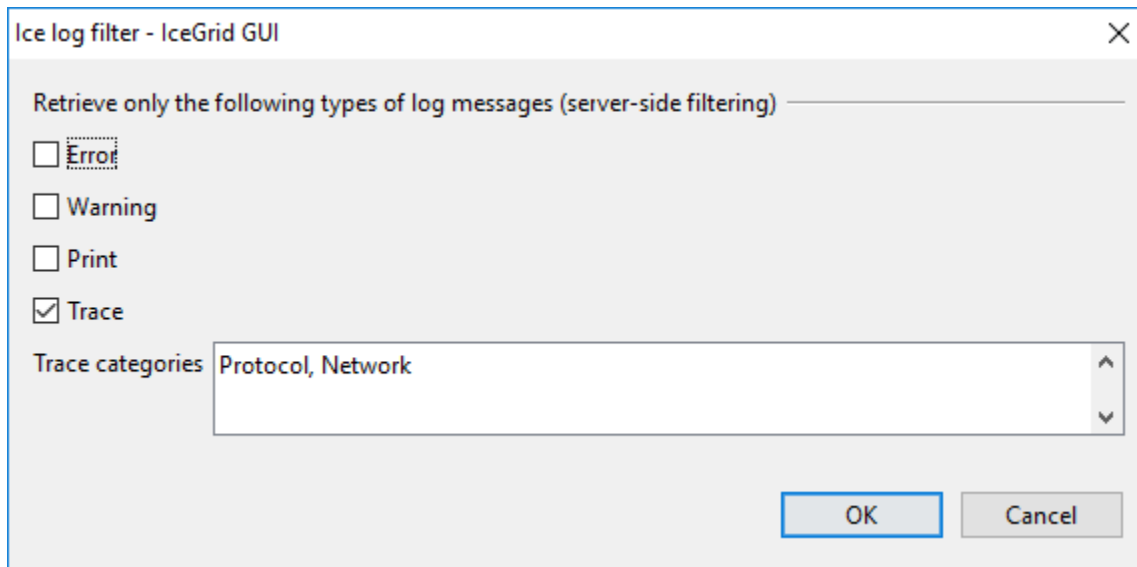 Ice log filter - IceGrid GUI
Retrieve only the following types of log messages (server-side filtering)
Error
Warning
Print
Trace
Trace categories Protocol, Network
OK Cancel